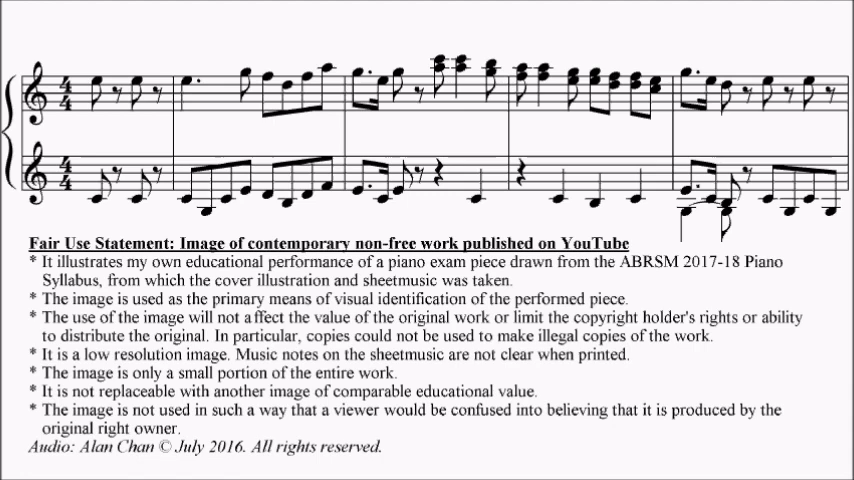 Fair Use Statement: Image of contemporary non-free work published on YouTube
* It illustrates my own educational performance of a piano exam piece drawn from the ABRSM 2017-18 Piano
Syllabus, from which the cover illustration and sheetmusic was taken.
* The image is used as the primary means of visual identification of the performed piece.
* The use of the image will not affect the value of the original work or limit the copyright holder's rights or ability
to distribute the original. In particular, copies could not be used to make illegal copies of the work.
* It is a low resolution image. Music notes on the sheetmusic are not clear when printed.
* The image is only a small portion of the entire work.
* It is not replaceable with another image of comparable educational value.
* The image is not used in such a way that a viewer would be confused into believing that it is produced by the
original right owner.
Audio: Alan Chan © July 2016. All rights reserved.